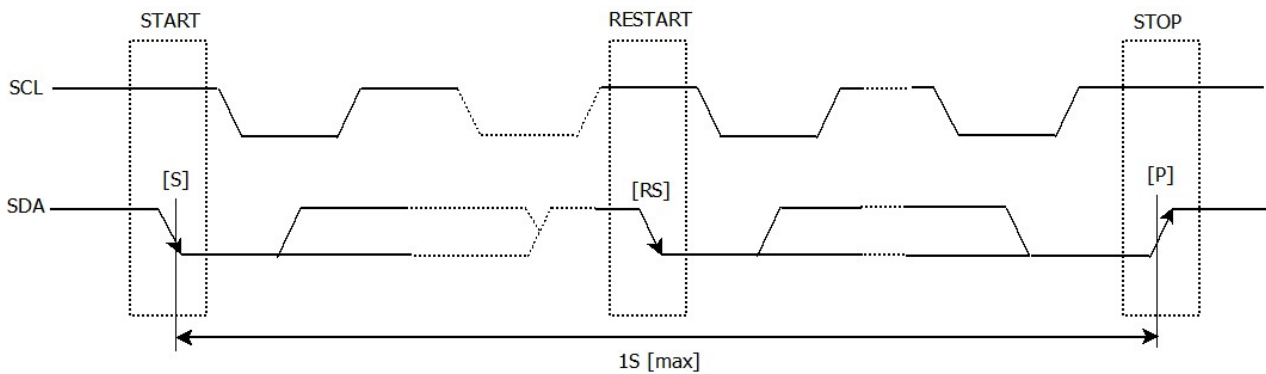 START
RESTART
STOP
SCL
[S]
[RS]
[P]
SDA
1S [max]